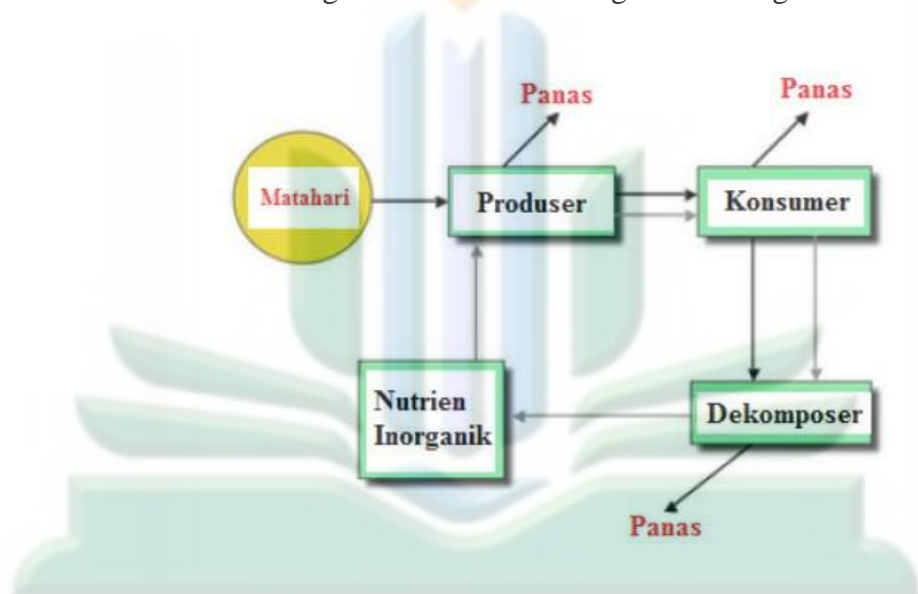 Panas
Panas
Matahari
Produser
Konsumer
Nutrien
Inorganik
Dekomposer
Panas